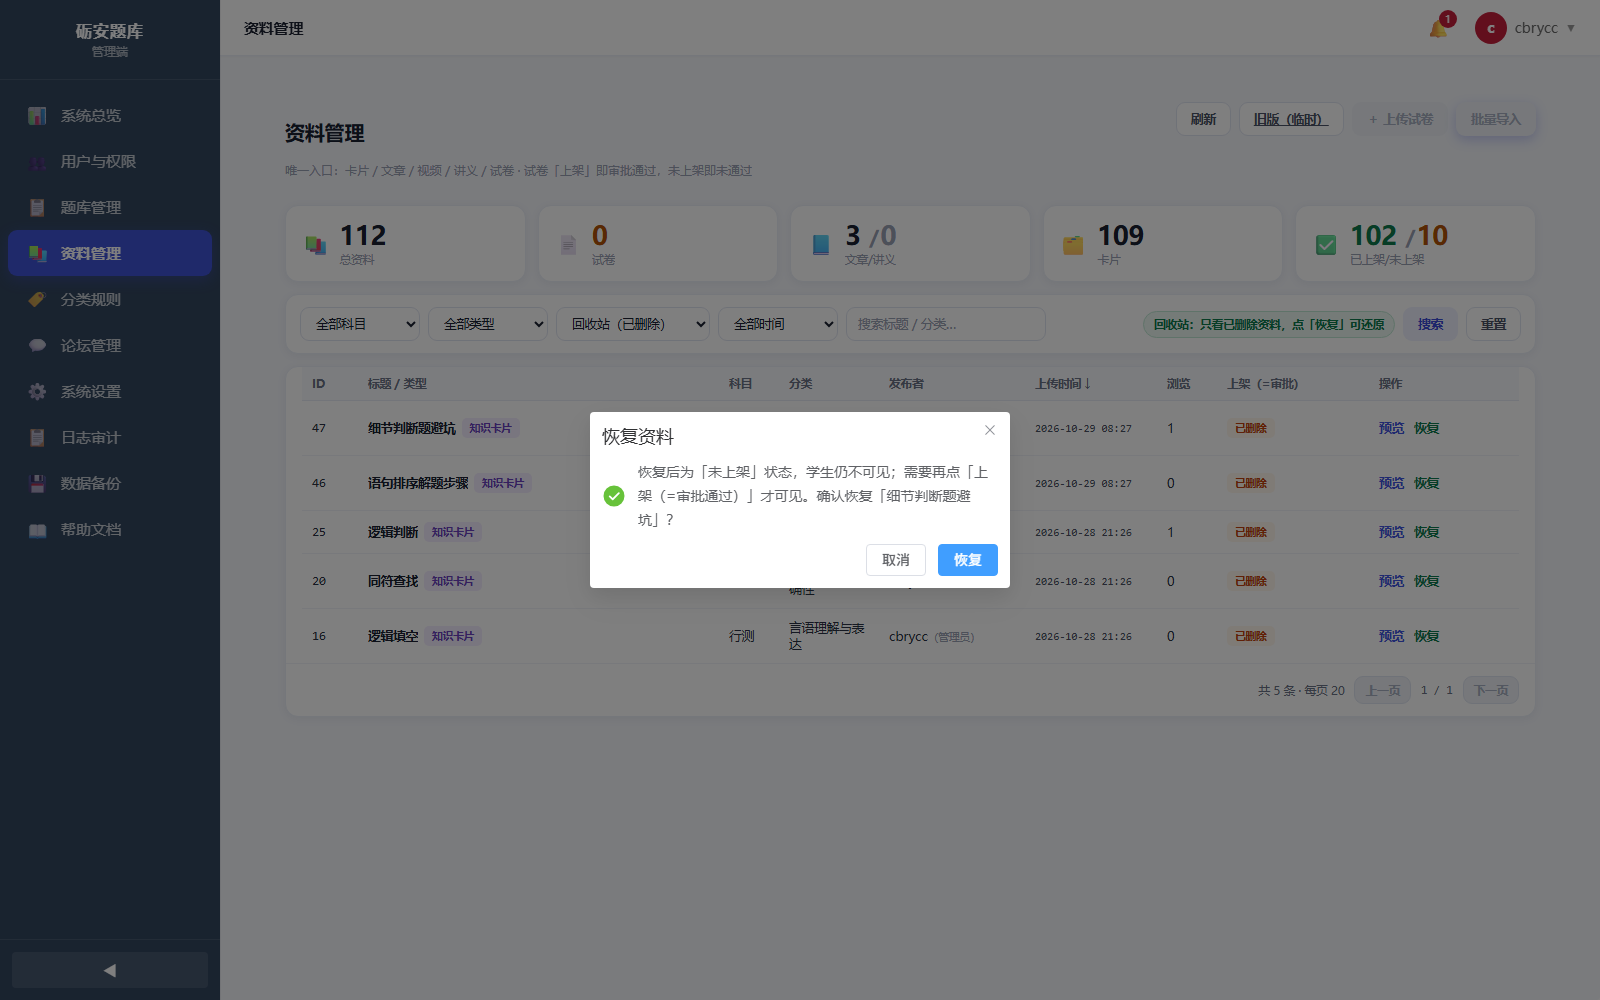 砺安题库
管理端
系统总览
用户与权限
题库管理
资料管理
分类规则
论坛管理
系统设置
日志审计
数据备份
帮助文档
资料管理
1
c
cbrycc
资料管理
刷新
旧版（临时）
+ 上传试卷
批量导入
唯一入口：卡片 / 文章 / 视频 / 讲义 / 试卷 · 试卷「上架」即审批通过，未上架即未通过
112
总资料
0
试卷
3 /0
文章/讲义
109
卡片
102 /10
已上架/未上架
全部科目
全部类型
回收站（已删除）
全部时间
搜索标题 / 分类...
回收站：只看已删除资料，点「恢复」可还原
搜索
重置
ID 标题 / 类型 科目 分类 发布者 上传时间↓ 浏览 上架（=审批） 操作
47 细节判断题避坑 知识卡片 2026-10-29 08:27 1 已删除 预览 恢复
46 语句排序解题步骤 知识卡片 2026-10-29 08:27 0 已删除 预览 恢复
25 逻辑判断 知识卡片 2026-10-28 21:26 1 已删除 预览 恢复
20 同符查找 知识卡片 2026-10-28 21:26 0 已删除 预览 恢复
确性
16 逻辑填空 知识卡片 行测 言语理解与表达 cbrycc（管理员） 2026-10-28 21:26 0 已删除 预览 恢复
共 5 条 · 每页 20
上一页
1 / 1
下一页
恢复资料
恢复后为「未上架」状态，学生仍不可见；需要再点「上
架（=审批通过）」才可见。确认恢复「细节判断题避
坑」？
取消
恢复